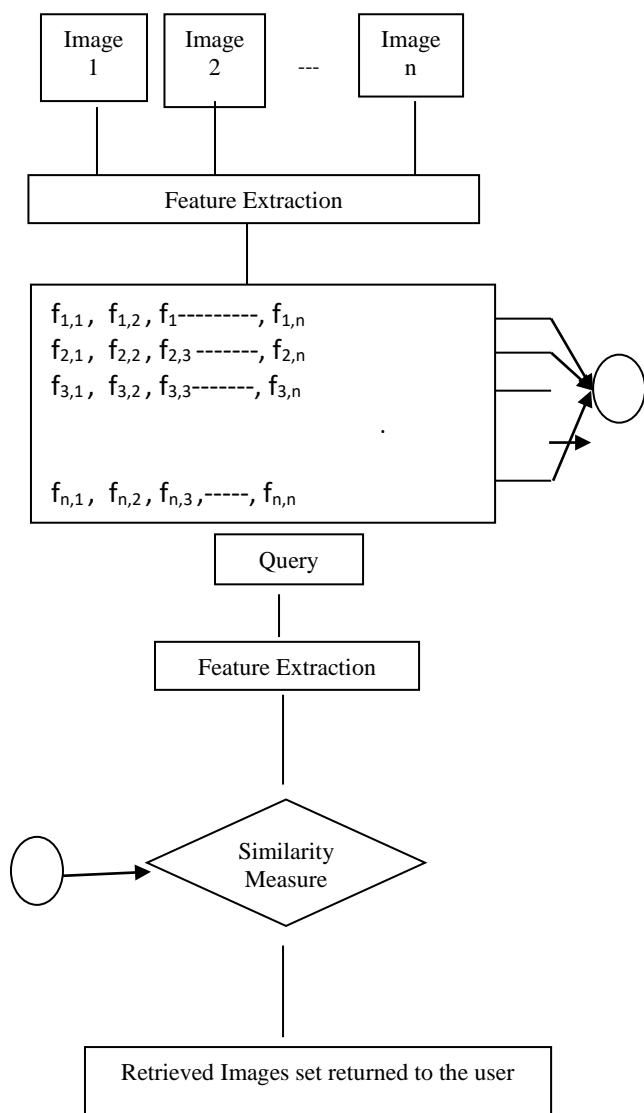 Image Image Image
1 2 --- n
Feature Extraction
f1,1 , f1,2 , f1---------, f1,n
f2,1 , f2,2 , f2,3 -------, f2,n
f3,1 , f3,2 , f3,3-------, f3,n
.
fn,1 , fn,2 , fn,3 ,-----, fn,n
Query
Feature Extraction
Similarity
Measure
Retrieved Images set returned to the user